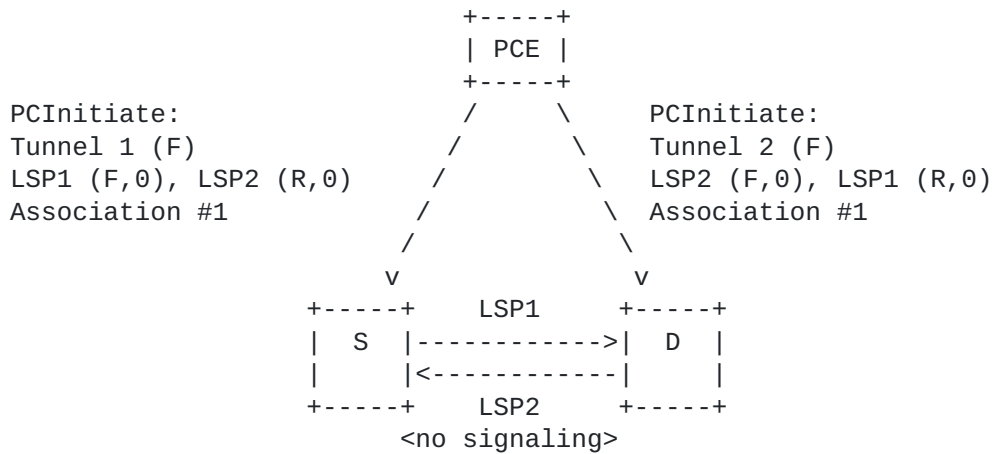 PCE
PCInitiate: PCInitiate:
Tunnel 1 (F) Tunnel 2 (F)
LSP1 (F,0), LSP2 (R,0) LSP2 (F,0), LSP1 (R,0)
Association #1 Association #1
LSP1
S D
LSP2
<no signaling>